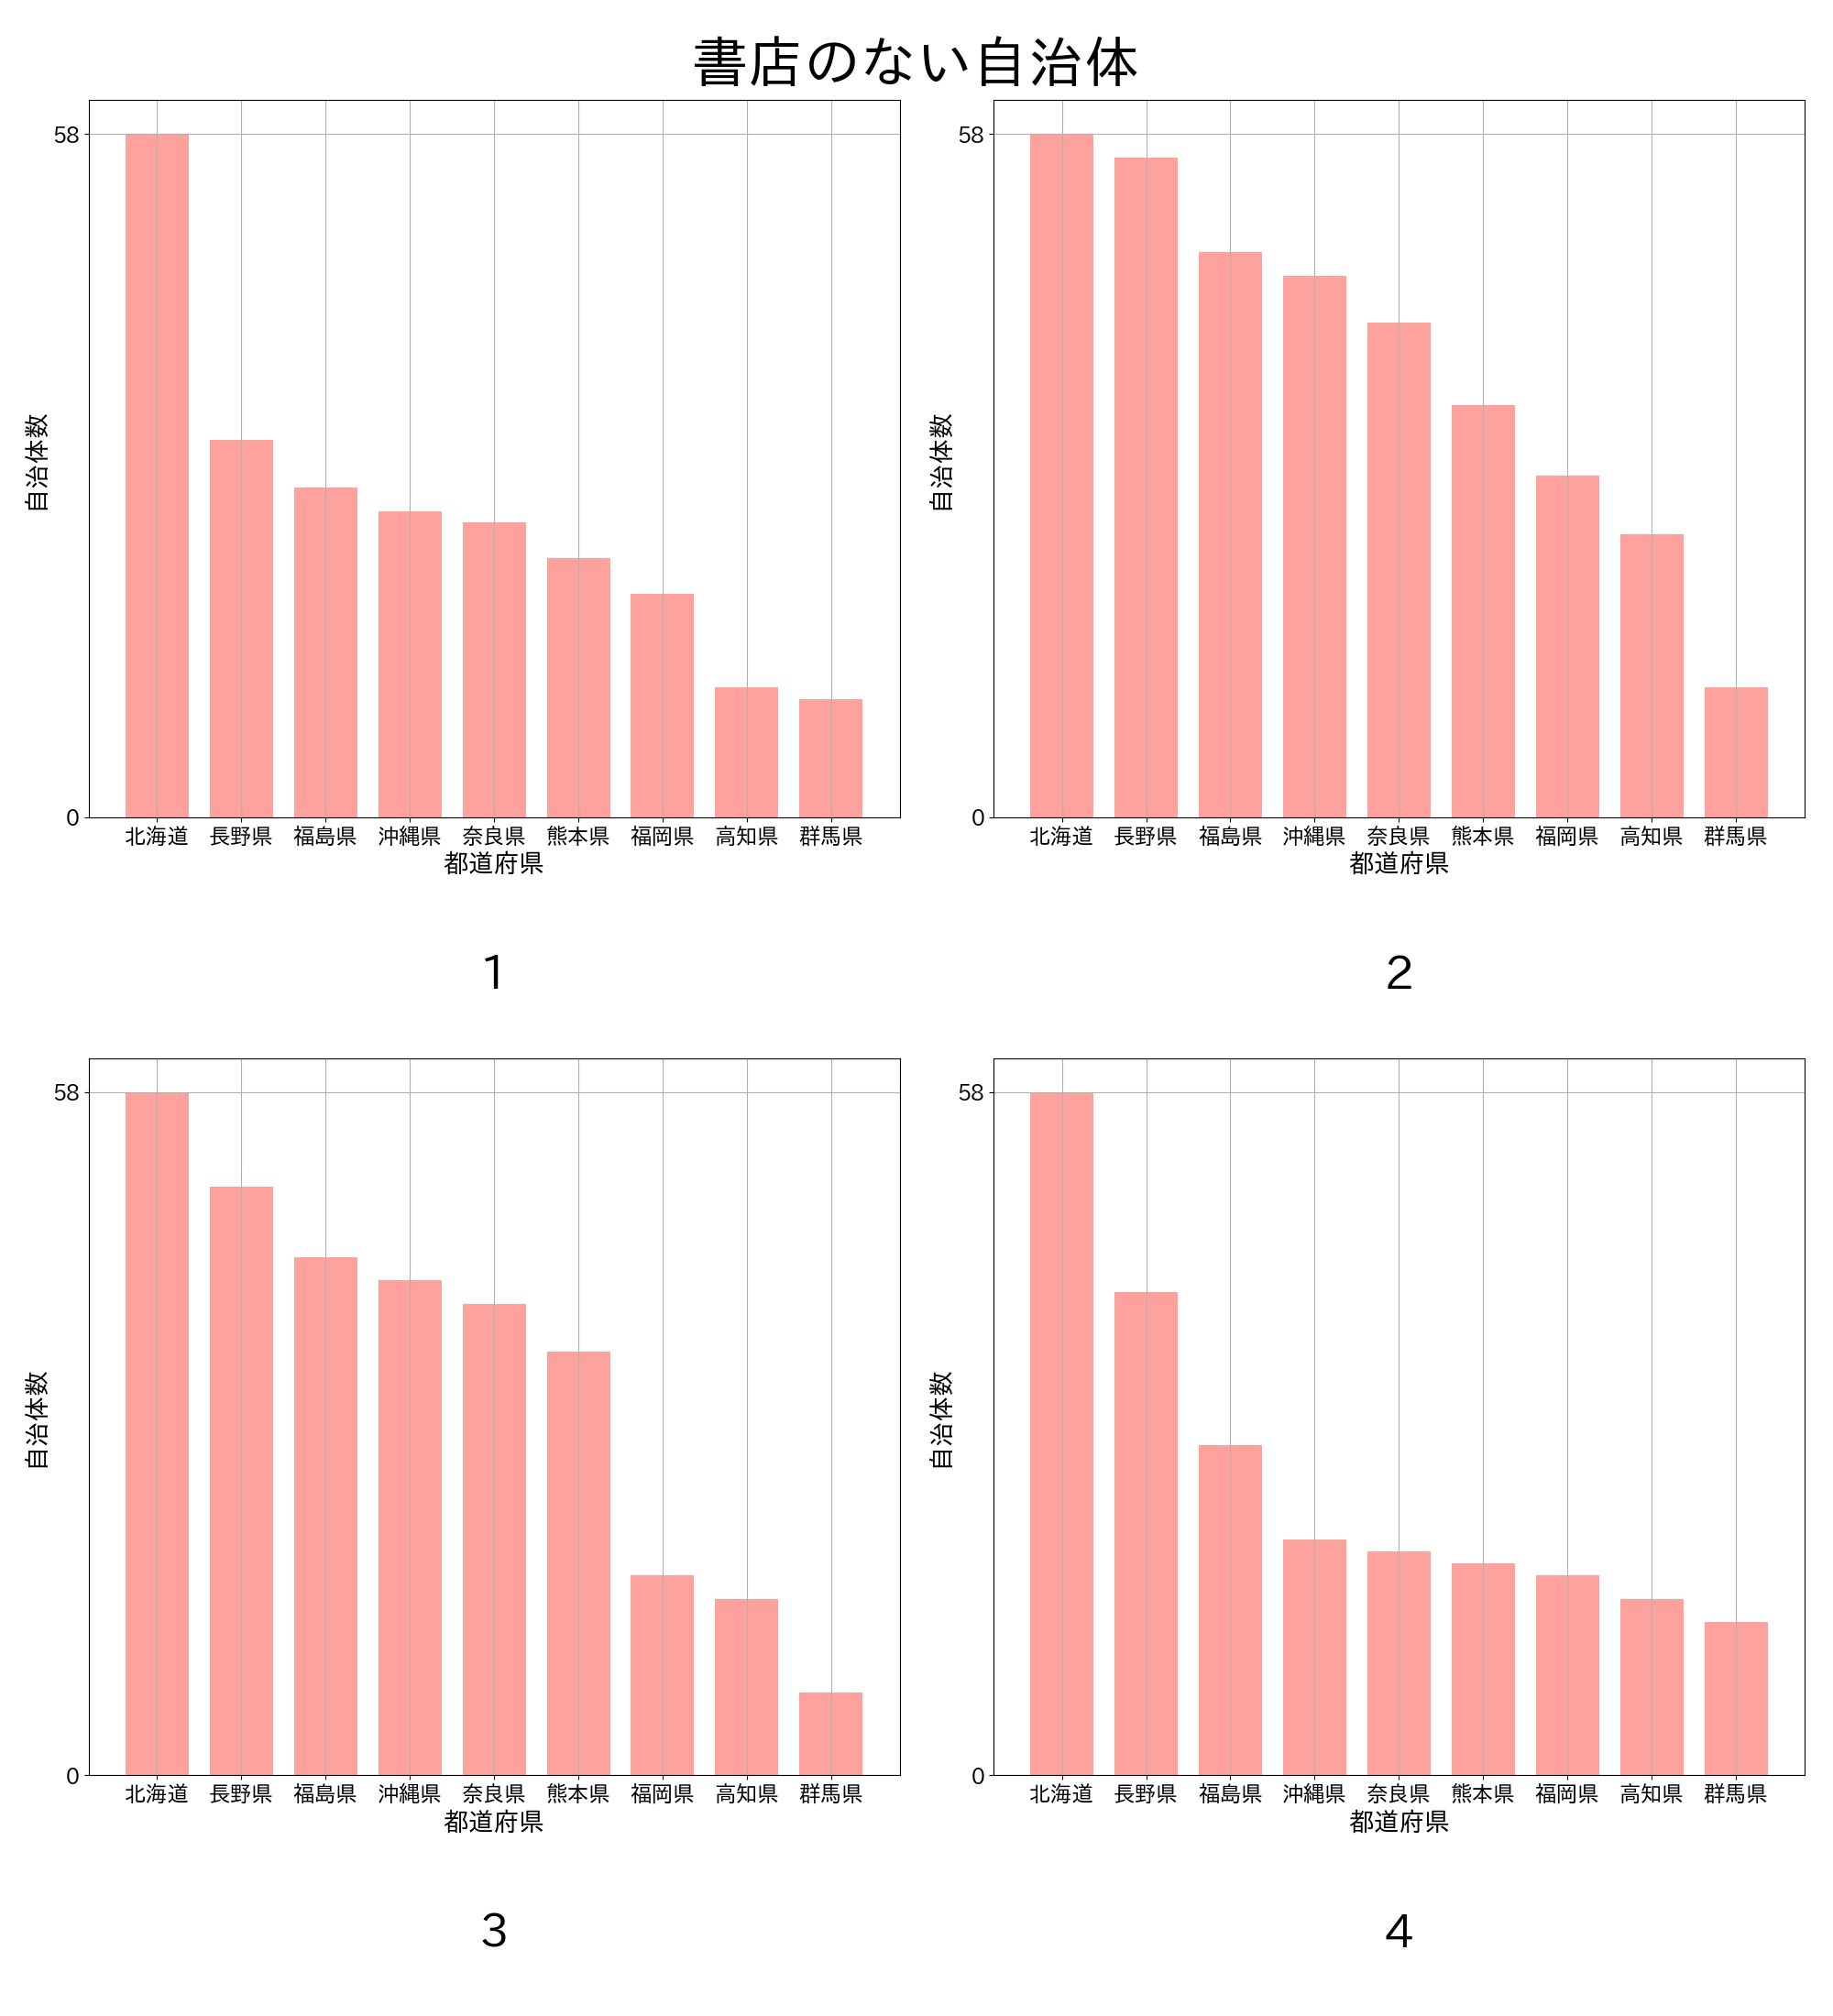 書店のない自治体
58
0
自治体数
北海道 長野県 福島県 沖縄県 奈良県 熊本県 福岡県 高知県 群馬県
都道府県
1
58
0
自治体数
北海道 長野県 福島県 沖縄県 奈良県 熊本県 福岡県 高知県 群馬県
都道府県
2
58
0
自治体数
北海道 長野県 福島県 沖縄県 奈良県 熊本県 福岡県 高知県 群馬県
都道府県
3
58
0
自治体数
北海道 長野県 福島県 沖縄県 奈良県 熊本県 福岡県 高知県 群馬県
都道府県
4